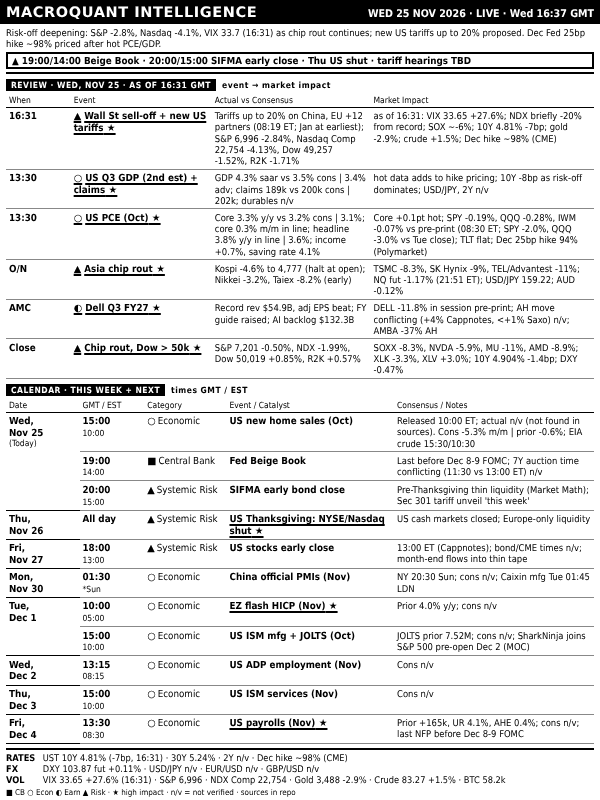 MACROQUANT INTELLIGENCE
WED 25 NOV 2026 · LIVE · Wed 16:37 GMT
Risk-off deepening: S&P -2.8%, Nasdaq -4.1%, VIX 33.7 (16:31) as chip rout continues; new US tariffs up to 20% proposed. Dec Fed 25bp
hike ~98% priced after hot PCE/GDP.
▲ 19:00/14:00 Beige Book · 20:00/15:00 SIFMA early close · Thu US shut · tariff hearings TBD
REVIEW · WED, NOV 25 · AS OF 16:31 GMT event → market impact
When Event Actual vs Consensus Market Impact
16:31 ▲ Wall St sell-off + new US
tariffs ★
Tariffs up to 20% on China, EU +12
partners (08:19 ET; Jan at earliest);
S&P 6,996 -2.84%, Nasdaq Comp
22,754 -4.13%, Dow 49,257
-1.52%, R2K -1.71%
as of 16:31: VIX 33.65 +27.6%; NDX briefly -20%
from record; SOX ~-6%; 10Y 4.81% -7bp; gold
-2.9%; crude +1.5%; Dec hike ~98% (CME)
13:30 ○ US Q3 GDP (2nd est) +
claims ★
GDP 4.3% saar vs 3.5% cons | 3.4%
adv; claims 189k vs 200k cons |
202k; durables n/v
hot data adds to hike pricing; 10Y -8bp as risk-off
dominates; USD/JPY, 2Y n/v
13:30 ○ US PCE (Oct) ★
Core 3.3% y/y vs 3.2% cons | 3.1%;
core 0.3% m/m in line; headline
3.8% y/y in line | 3.6%; income
+0.7%, saving rate 4.1%
Core +0.1pt hot; SPY -0.19%, QQQ -0.28%, IWM
-0.07% vs pre-print (08:30 ET; SPY -2.0%, QQQ
-3.0% vs Tue close); TLT flat; Dec 25bp hike 94%
(Polymarket)
O/N ▲ Asia chip rout ★
Kospi -4.6% to 4,777 (halt at open);
Nikkei -3.2%, Taiex -8.2% (early)
TSMC -8.3%, SK Hynix -9%, TEL/Advantest -11%;
NQ fut -1.17% (21:51 ET); USD/JPY 159.22; AUD
-0.12%
AMC ◐ Dell Q3 FY27 ★
Record rev $54.9B, adj EPS beat; FY
guide raised; AI backlog $132.3B
DELL -11.8% in session pre-print; AH move
conflicting (+4% Cappnotes, <+1% Saxo) n/v;
AMBA -37% AH
Close ▲ Chip rout, Dow > 50k ★
S&P 7,201 -0.50%, NDX -1.99%,
Dow 50,019 +0.85%, R2K +0.57%
SOXX -8.3%, NVDA -5.9%, MU -11%, AMD -8.9%;
XLK -3.3%, XLV +3.0%; 10Y 4.904% -1.4bp; DXY
-0.47%
CALENDAR · THIS WEEK + NEXT times GMT / EST
Date GMT / EST Category Event / Catalyst Consensus / Notes
Wed,
Nov 25
(Today)
15:00
10:00
○ Economic US new home sales (Oct)
Released 10:00 ET; actual n/v (not found in
sources). Cons -5.3% m/m | prior -0.6%; EIA
crude 15:30/10:30
19:00
14:00
■ Central Bank Fed Beige Book
Last before Dec 8-9 FOMC; 7Y auction time
conflicting (11:30 vs 13:00 ET) n/v
20:00
15:00
▲ Systemic Risk SIFMA early bond close
Pre-Thanksgiving thin liquidity (Market Math);
Sec 301 tariff unveil 'this week'
Thu,
Nov 26
All day ▲ Systemic Risk US Thanksgiving: NYSE/Nasdaq
shut ★
US cash markets closed; Europe-only liquidity
Fri,
Nov 27
18:00
13:00
▲ Systemic Risk US stocks early close
13:00 ET (Cappnotes); bond/CME times n/v;
month-end flows into thin tape
Mon,
Nov 30
01:30
*Sun
○ Economic China official PMIs (Nov)
NY 20:30 Sun; cons n/v; Caixin mfg Tue 01:45
LDN
Tue,
Dec 1
10:00
05:00
○ Economic EZ flash HICP (Nov) ★
Prior 4.0% y/y; cons n/v
15:00
10:00
○ Economic US ISM mfg + JOLTS (Oct)
JOLTS prior 7.52M; cons n/v; SharkNinja joins
S&P 500 pre-open Dec 2 (MOC)
Wed,
Dec 2
13:15
08:15
○ Economic US ADP employment (Nov) Cons n/v
Thu,
Dec 3
15:00
10:00
○ Economic US ISM services (Nov) Cons n/v
Fri,
Dec 4
13:30
08:30
○ Economic US payrolls (Nov) ★
Prior +165k, UR 4.1%, AHE 0.4%; cons n/v;
last NFP before Dec 8-9 FOMC
RATES UST 10Y 4.81% (-7bp, 16:31) · 30Y 5.24% · 2Y n/v · Dec hike ~98% (CME)
FX DXY 103.87 fut +0.11% · USD/JPY n/v · EUR/USD n/v · GBP/USD n/v
VOL VIX 33.65 +27.6% (16:31) · S&P 6,996 · NDX Comp 22,754 · Gold 3,488 -2.9% · Crude 83.27 +1.5% · BTC 58.2k
■ CB ○ Econ ◐ Earn ▲ Risk · ★ high impact · n/v = not verified · sources in repo